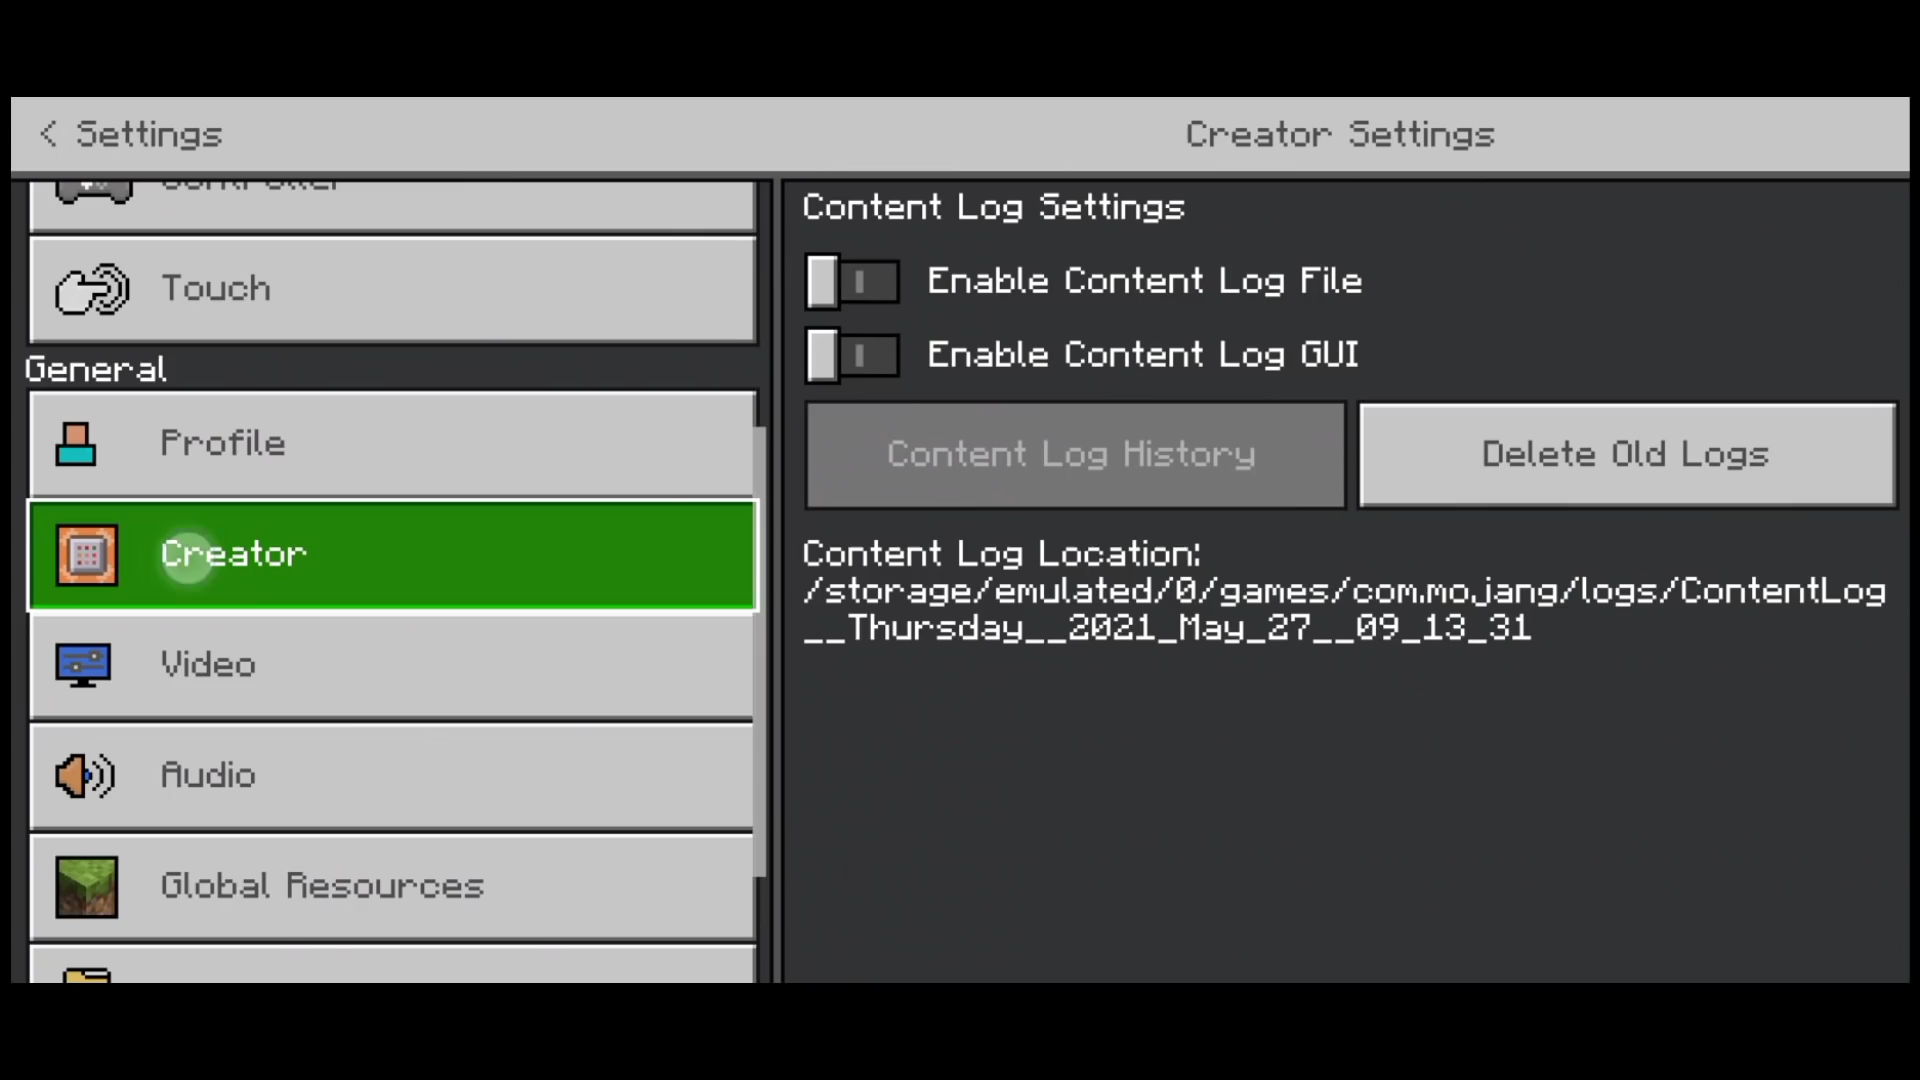 Settings
Creator Settings
Controller
Touch
General
Profile
Creator
Video
Audio
Global Resources
Content Log Settings
Enable Content Log File
Enable Content Log GUI
Content Log History
Delete Old Logs
Content Log Location:
/storage/emulated/0/games/com.mojang/logs/ContentLog
__Thursday__2021_May_27__09_13_31